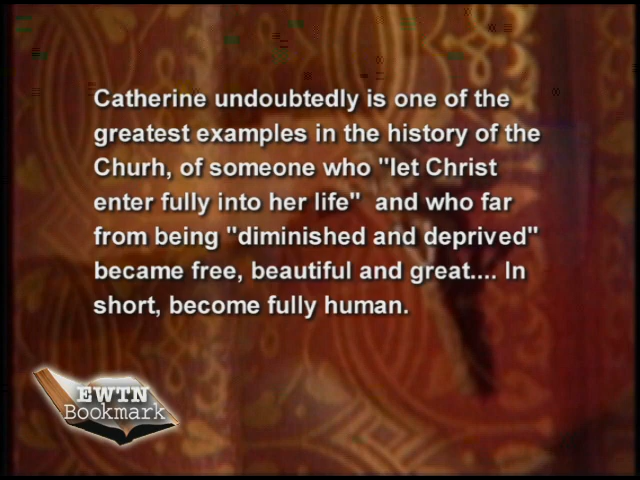 Catherine undoubtedly is one of the
greatest examples in the history of the
Churh, of someone who "let Christ
enter fully into her life"  and who far
from being "diminished and deprived"
became free, beautiful and great.... In
short, become fully human.
EWTN
Bookmark